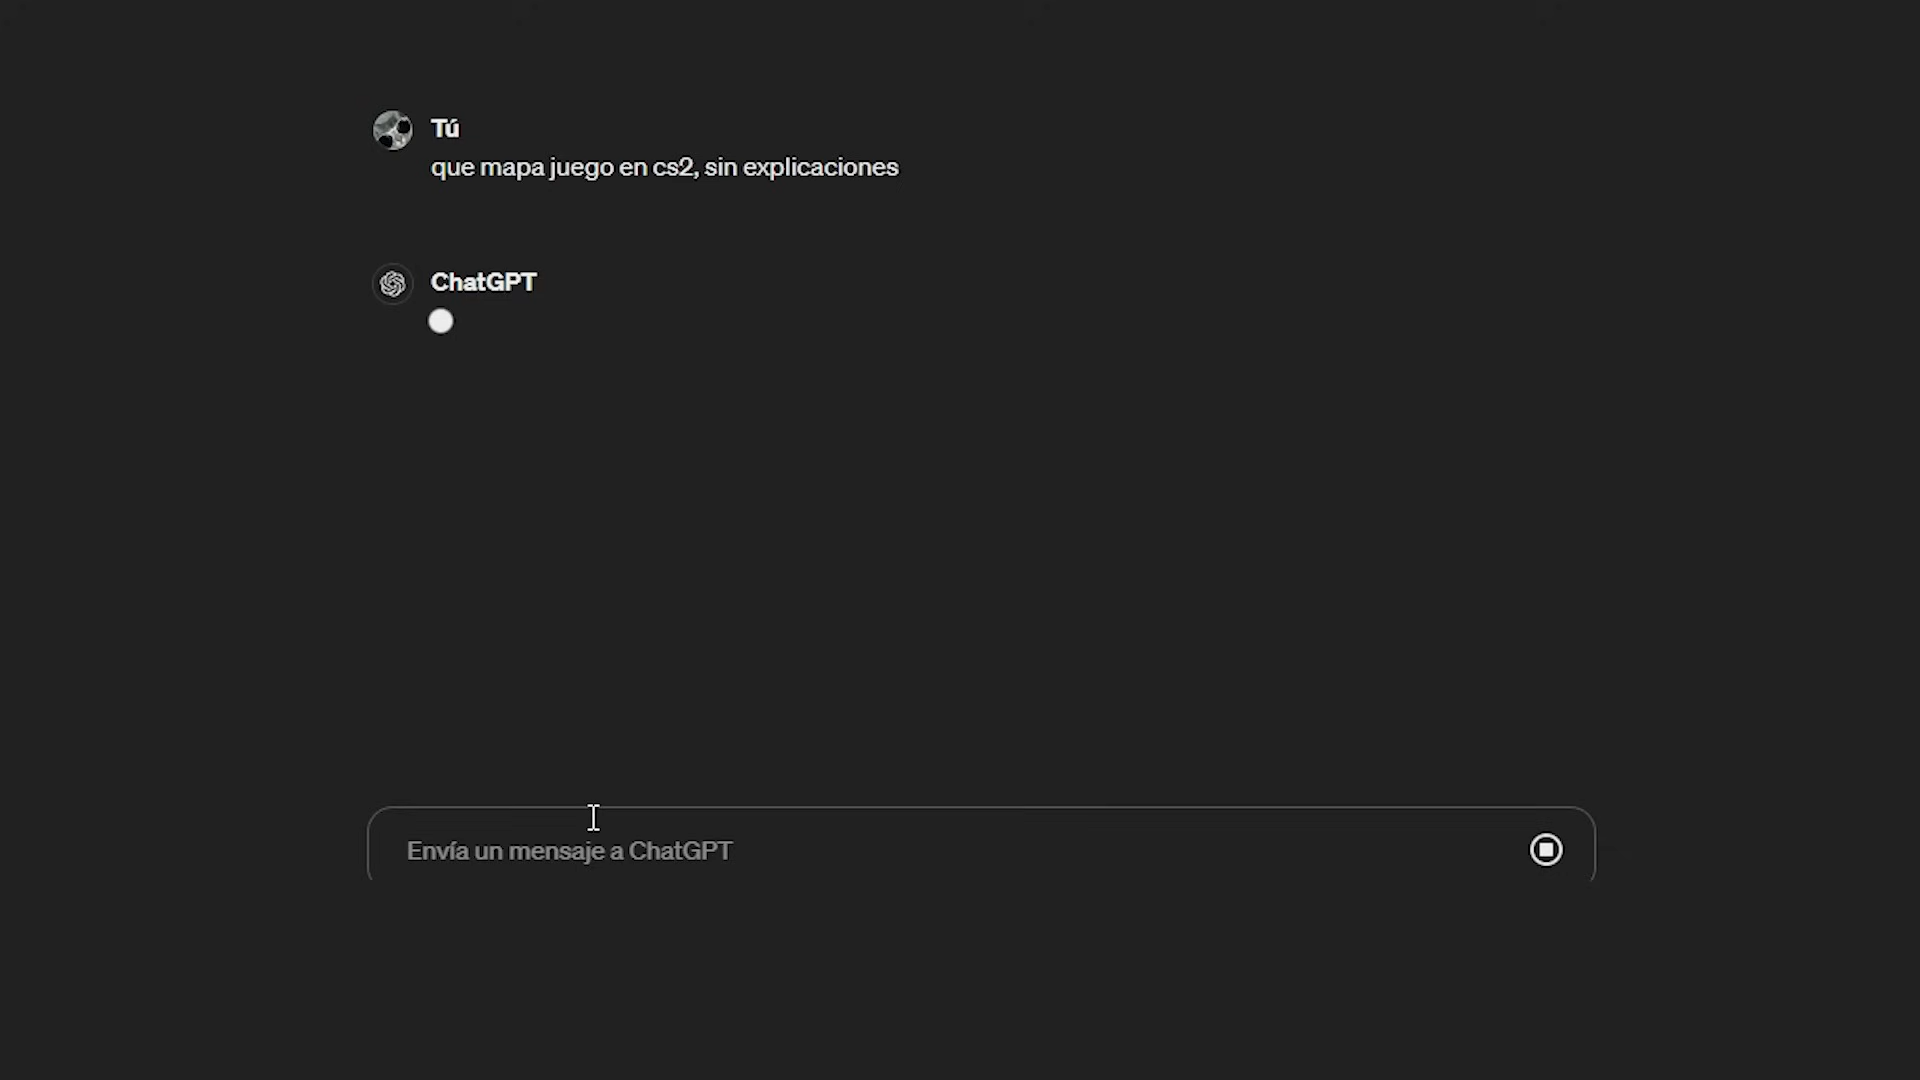 Tú
que mapa juego en cs2, sin explicaciones
ChatGPT
Envía un mensaje a ChatGPT